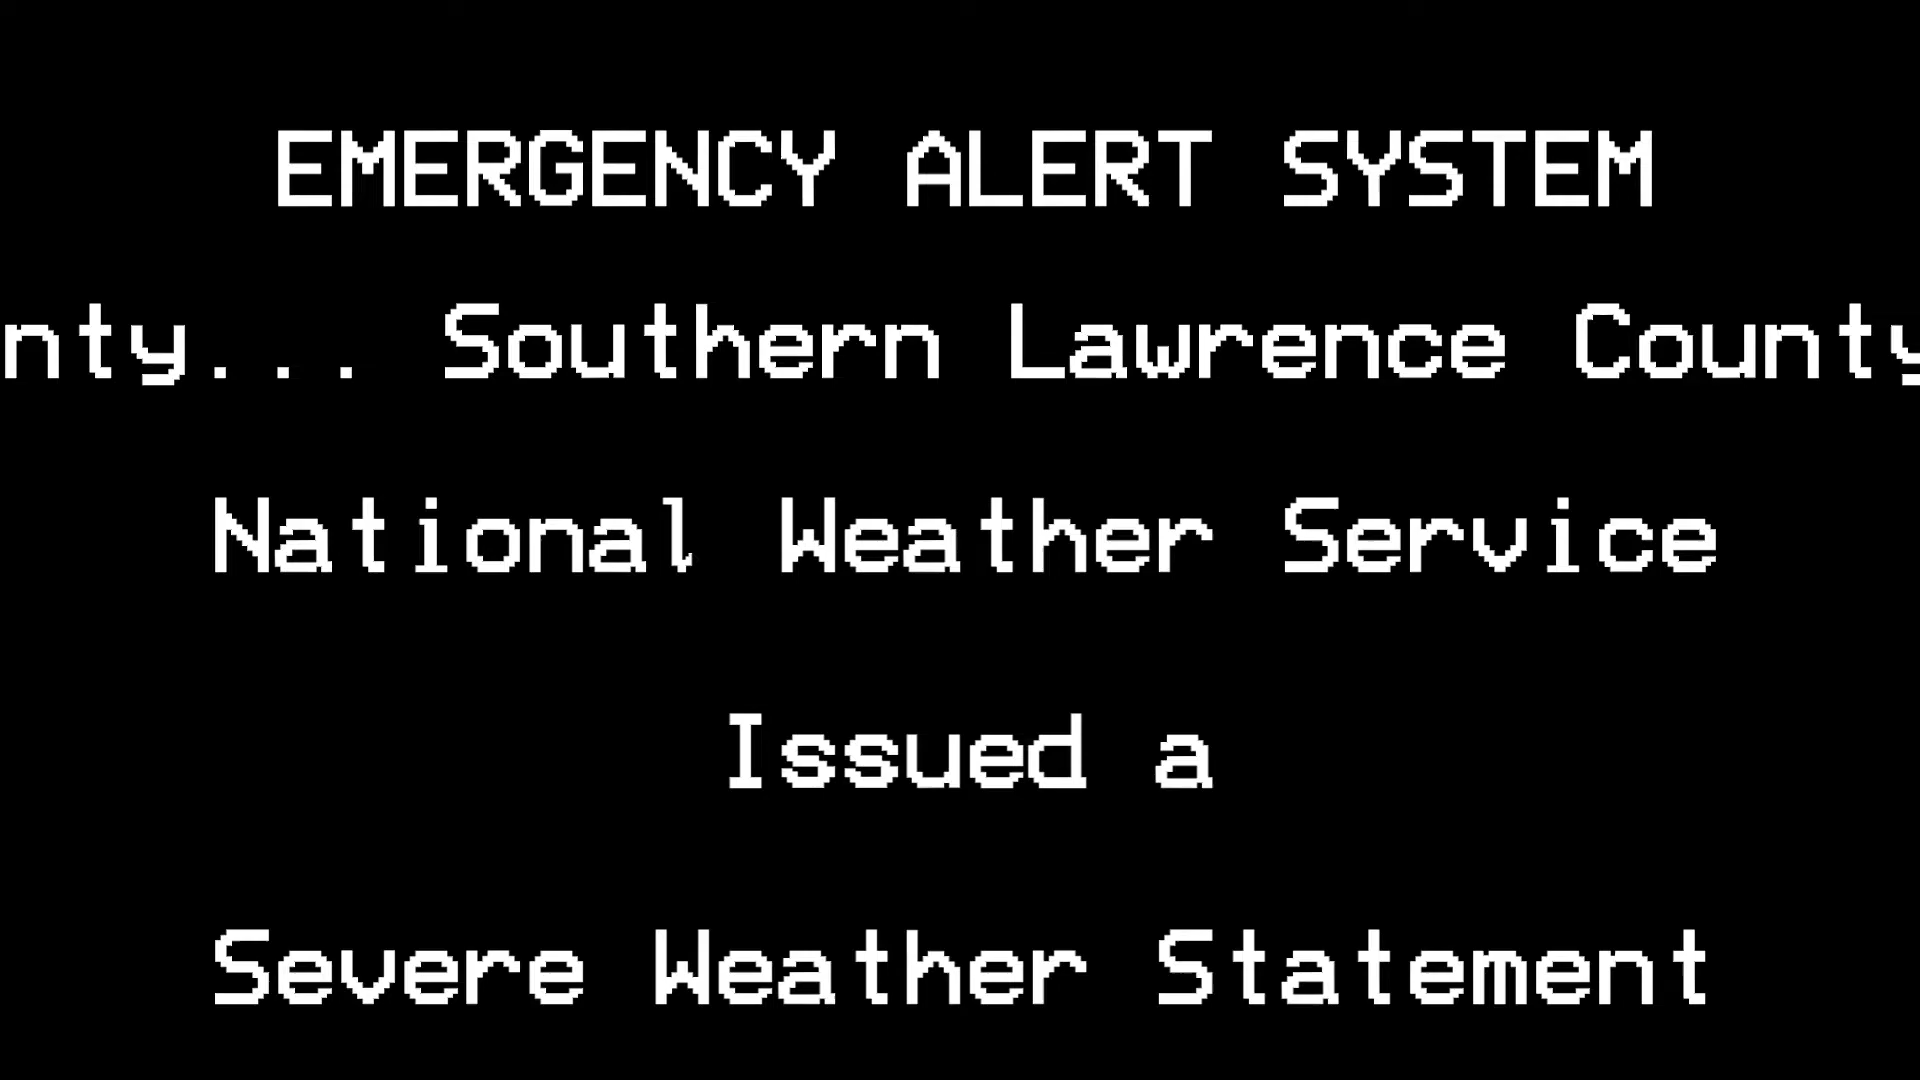 EMERGENCY ALERT SYSTEM
nty... Southern Lawrence County
National Weather Service
Issued a
Severe Weather Statement